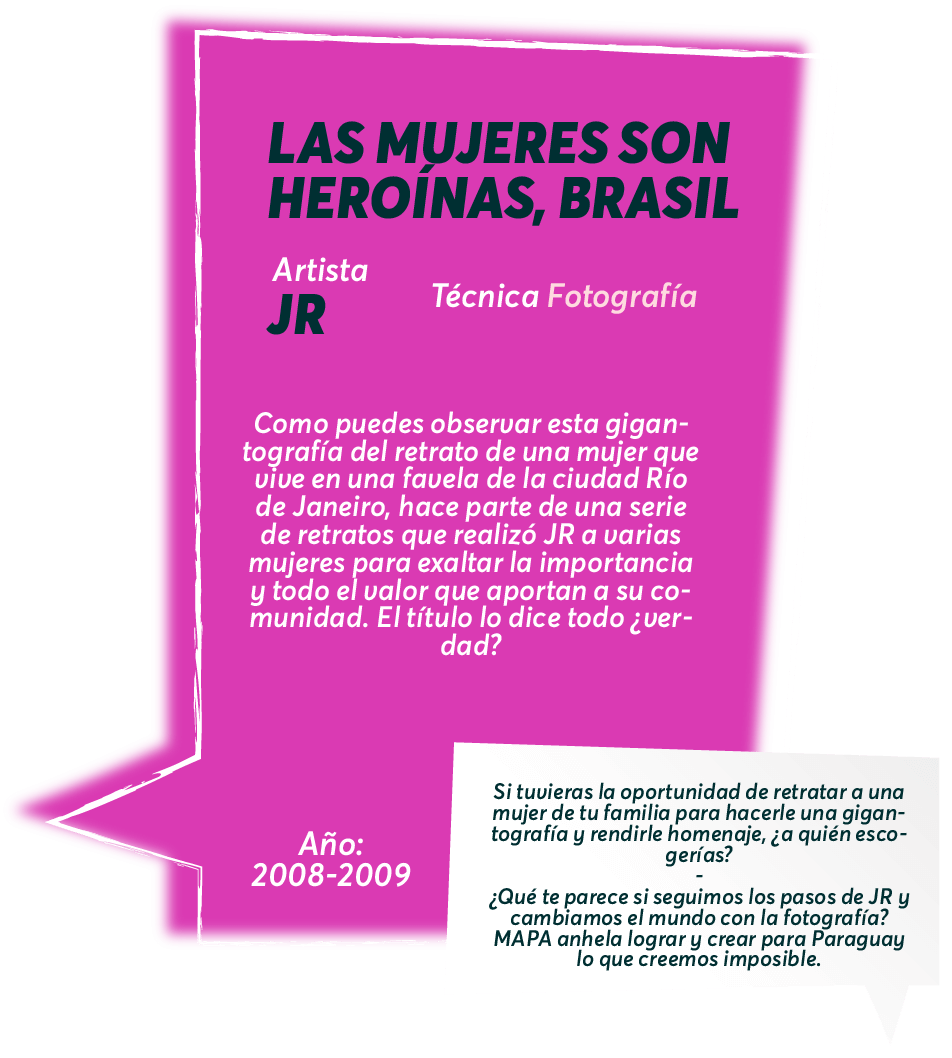 LAS MUJERES SON
HEROÍNAS, BRASIL
Artista
JR
Técnica Fotografía
Como puedes observar esta gigan-
tografía del retrato de una mujer que
vive en una favela de la ciudad Río
de Janeiro, hace parte de una serie
de retratos que realizó JR a varias
mujeres para exaltar la importancia
y todo el valor que aportan a su co-
munidad. El título lo dice todo ¿ver-
dad?
Año:
2008-2009
Si tuvieras la oportunidad de retratar a una
mujer de tu familia para hacerle una gigan-
tografía y rendirle homenaje, ¿a quién esco-
gerías?
-
¿Qué te parece si seguimos los pasos de JR y
cambiamos el mundo con la fotografía?
MAPA anhela lograr y crear para Paraguay
lo que creemos imposible.